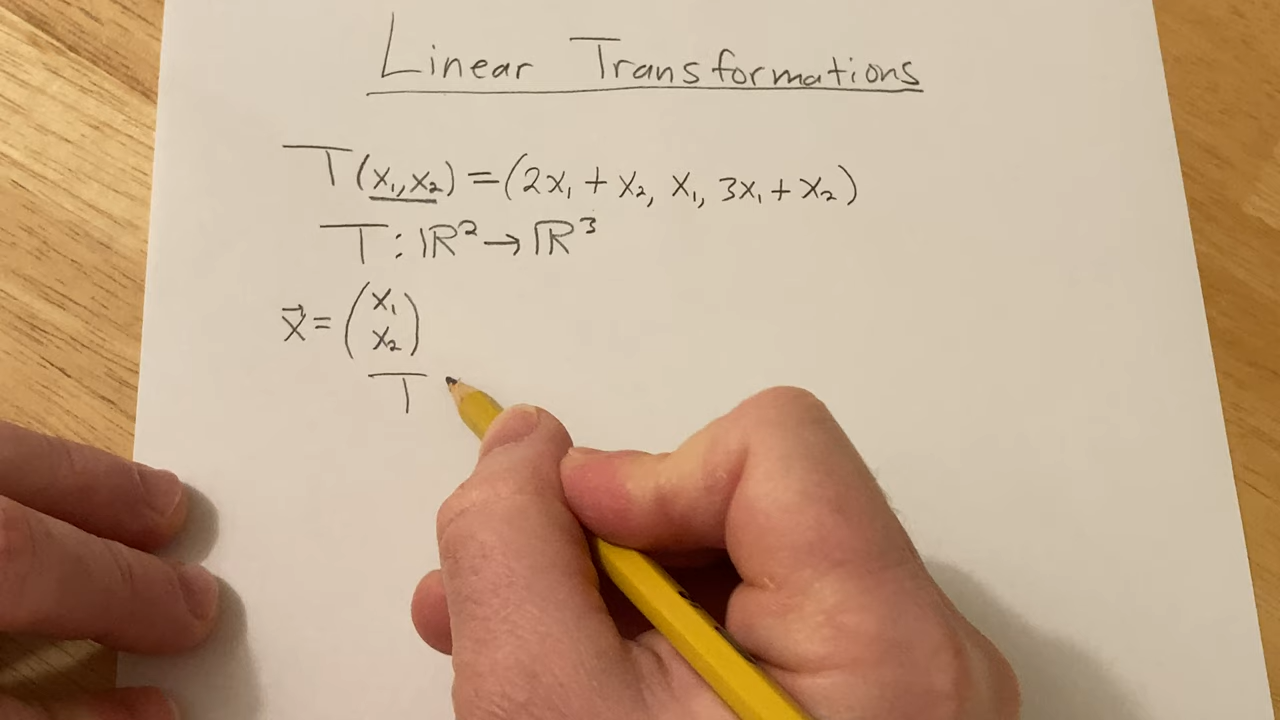 Linear Transformations
T(x₁, x₂) = (2x₁ + x₂, x₁, 3x₁ + x₂)
T : ℝ² → ℝ³
x⃗ = (x₁
x₂)
T